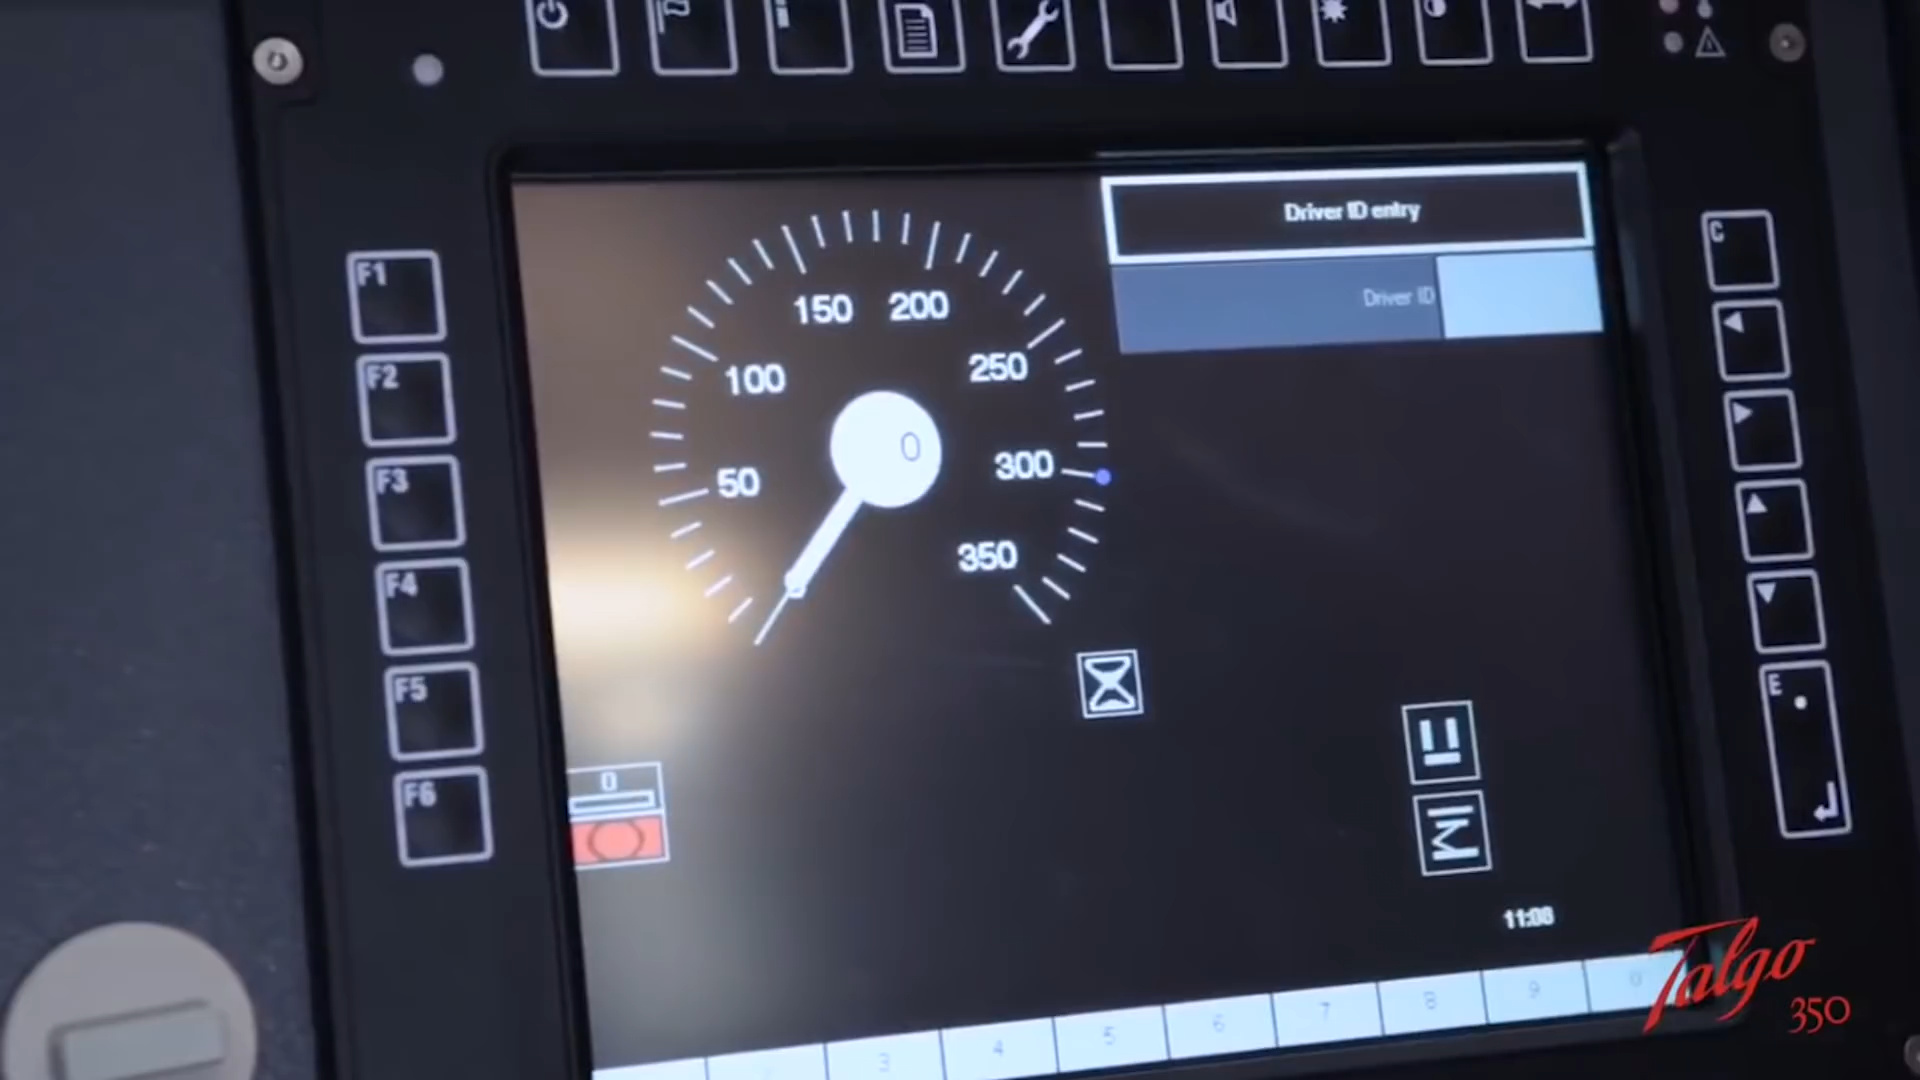 Driver ID entry
Driver ID
150 200
100
250
50
300
350
0
F1
F2
F3
F4
F5
F6
C
E
0
11:06
3 4 5 6 7 8 9 0
Talgo
350